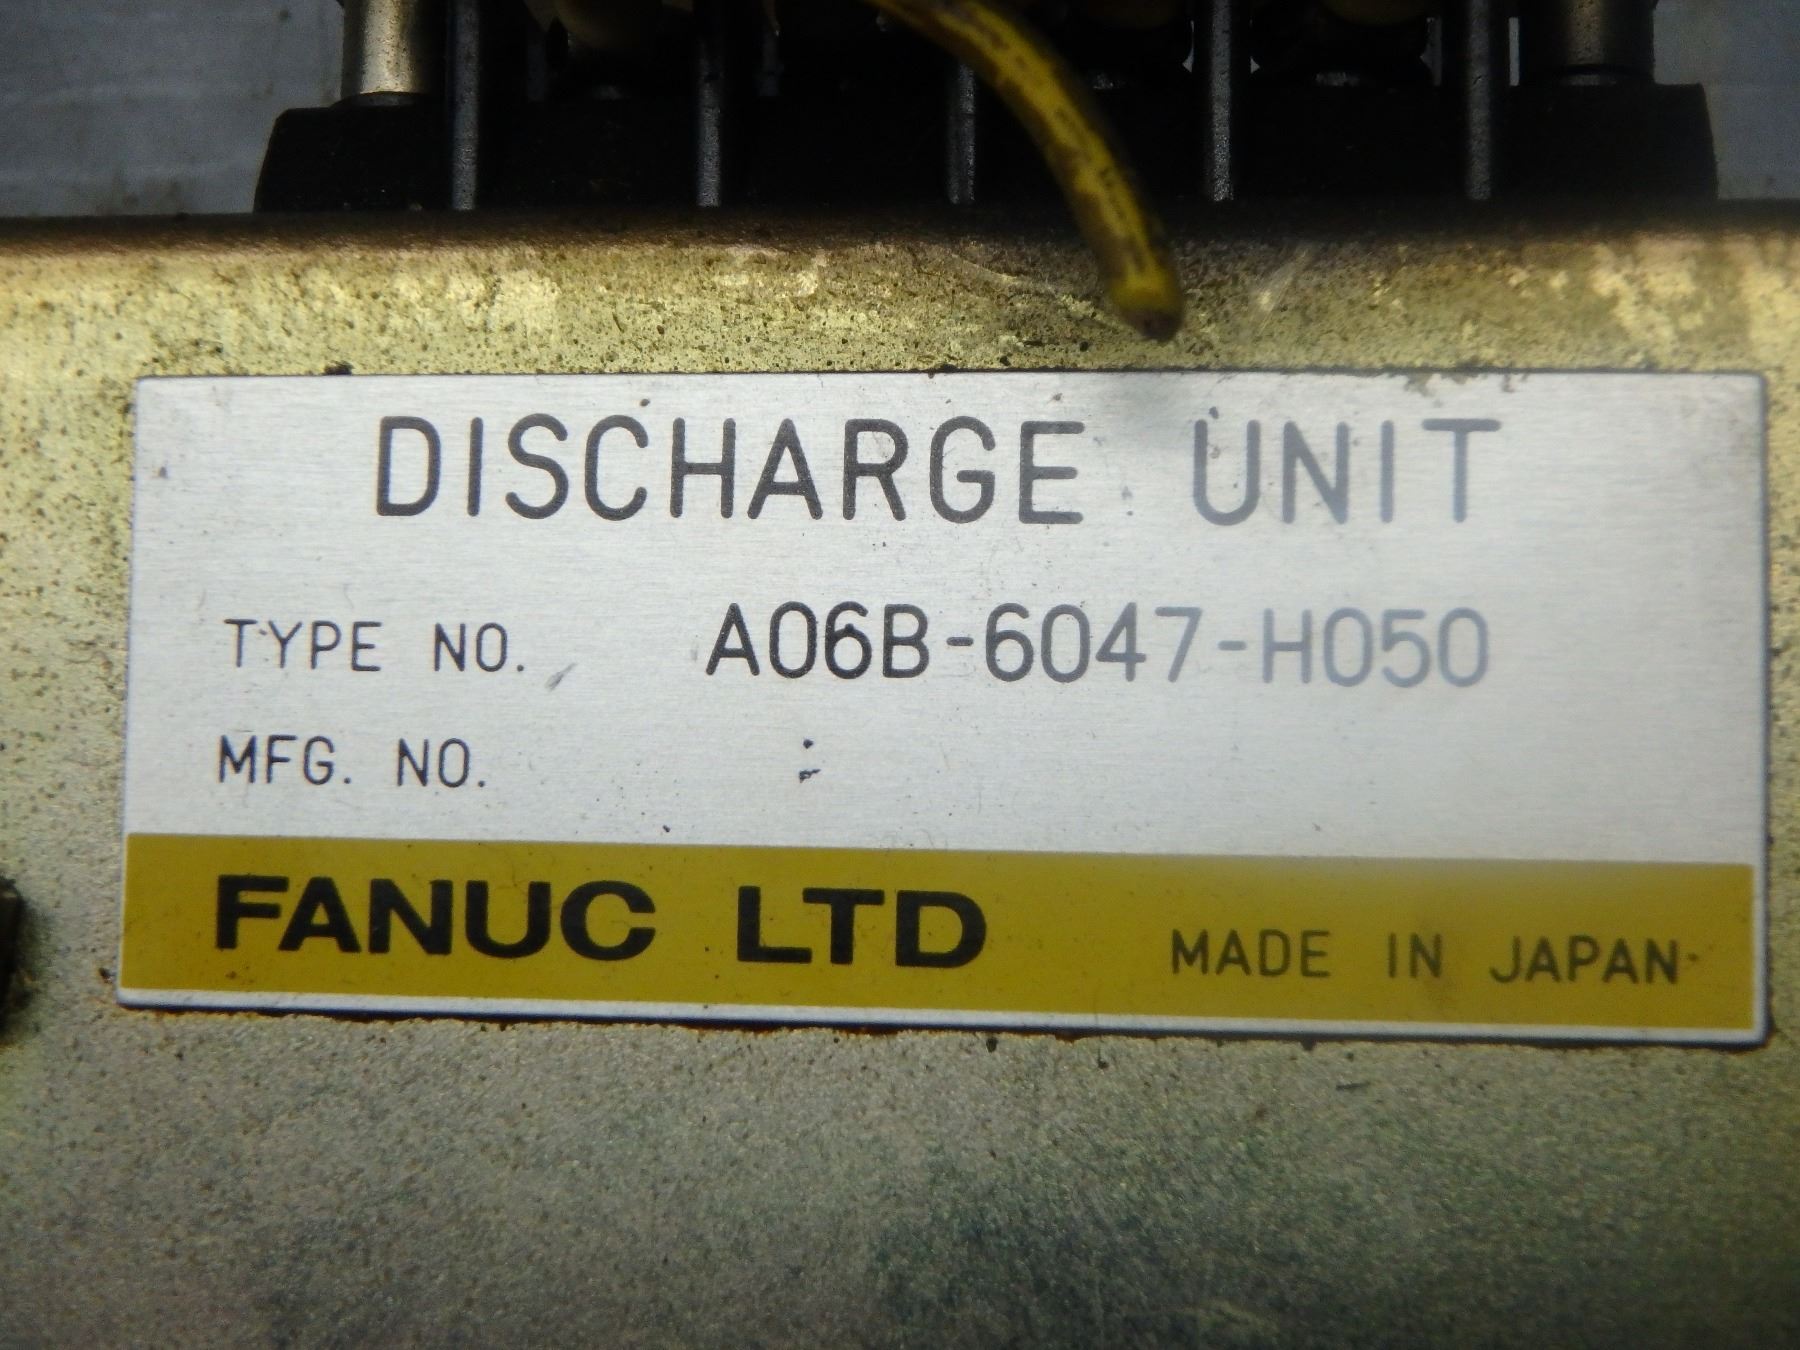 DISCHARGE UNIT
TYPE NO. A06B-6047-H050
MFG. NO.
FANUC LTD MADE IN JAPAN